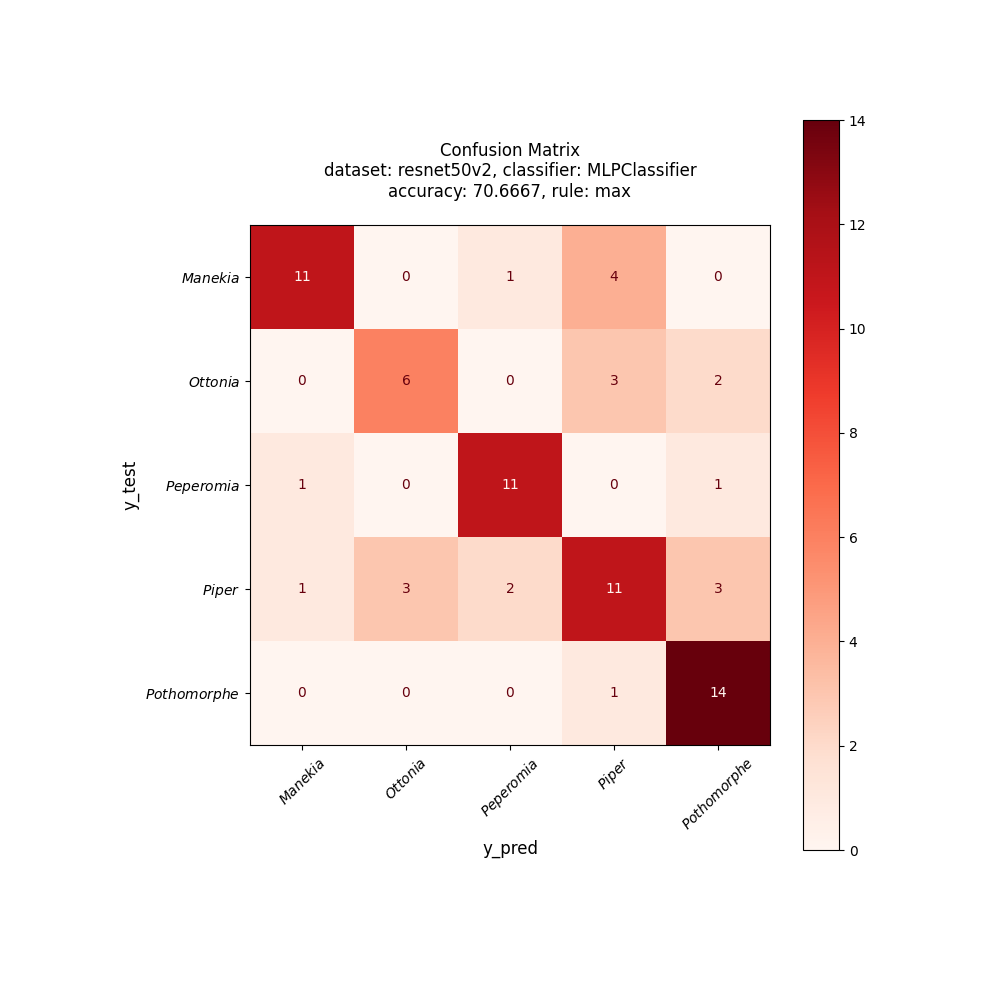 Confusion Matrix
dataset: resnet50v2, classifier: MLPClassifier
accuracy: 70.6667, rule: max
Manekia 11 0 1 4 0
Ottonia 0 6 0 3 2
Peperomia 1 0 11 0 1
Piper 1 3 2 11 3
Pothomorphe 0 0 0 1 14
y_test
Manekia Ottonia Peperomia Piper Pothomorphe
y_pred
14
12
10
8
6
4
2
0